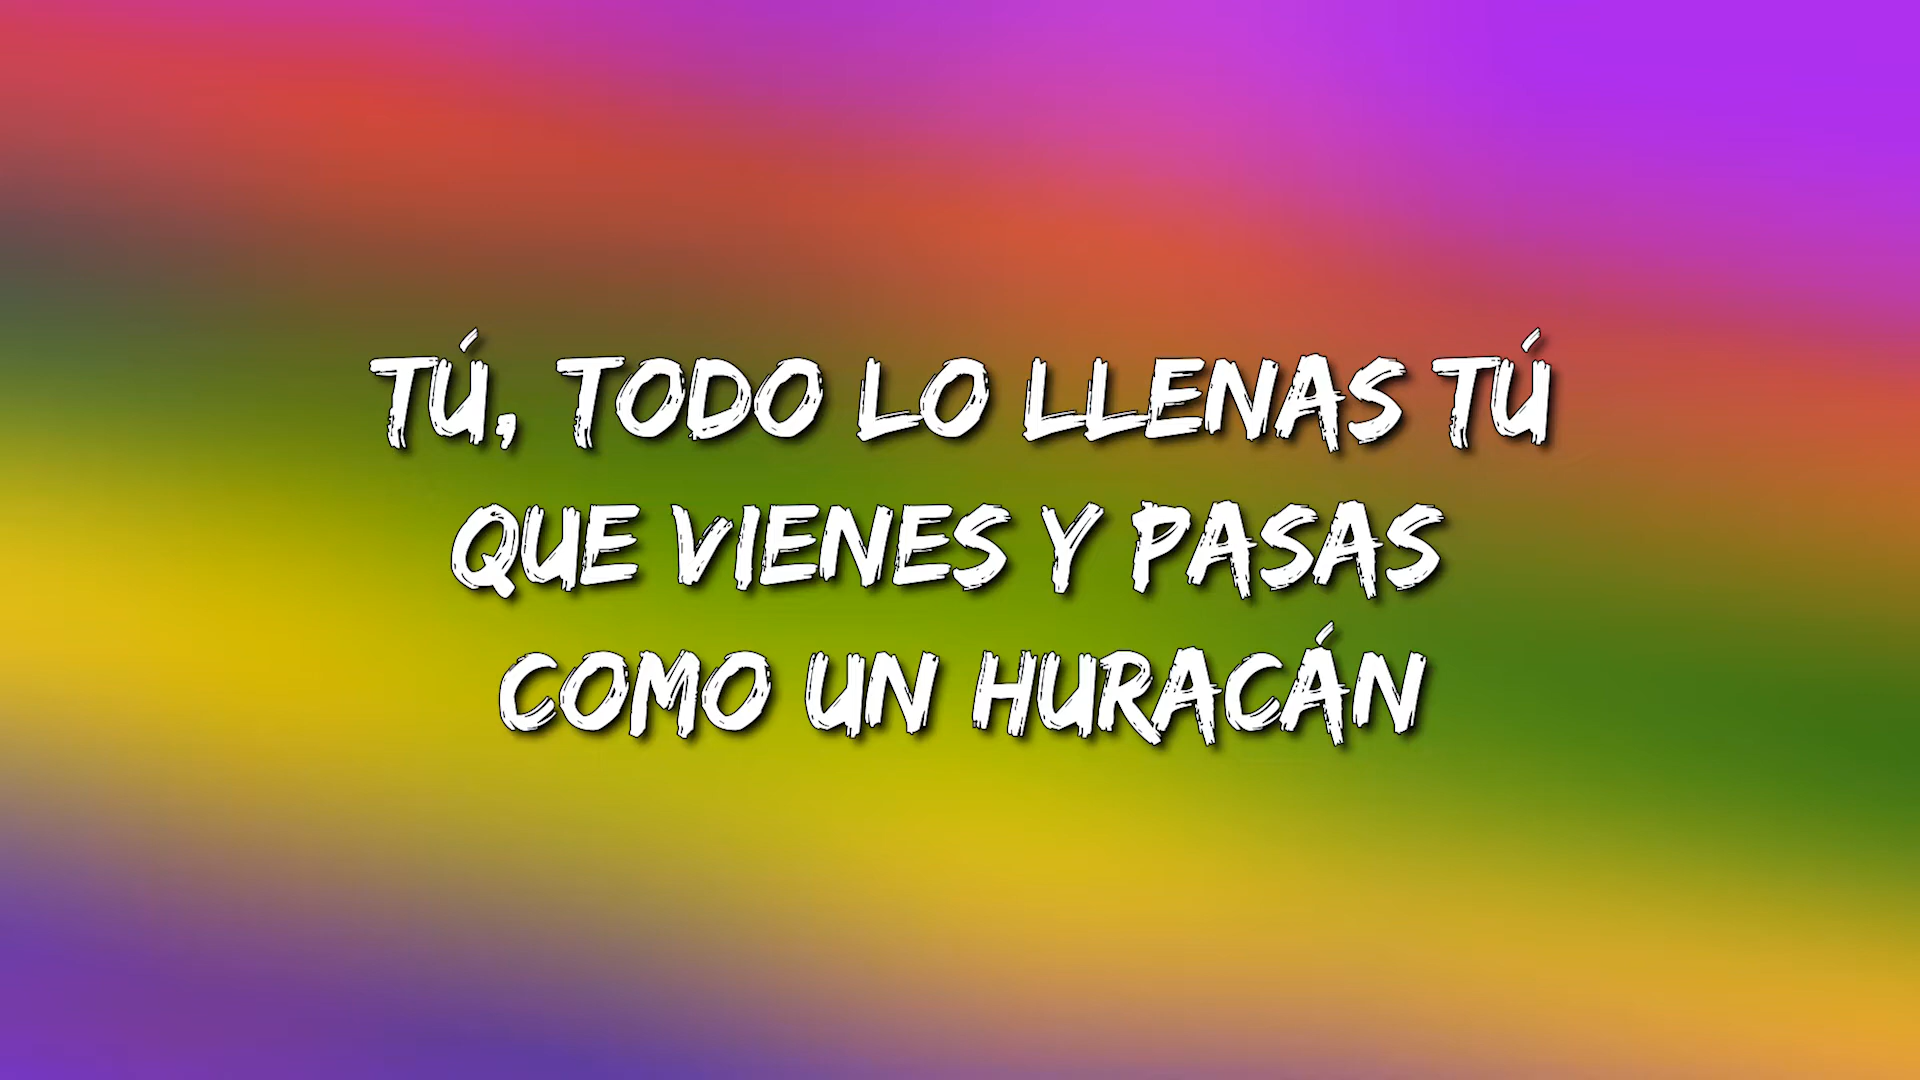 TÚ, TODO LO LLENAS TÚ
QUE VIENES Y PASAS
COMO UN HURACÁN